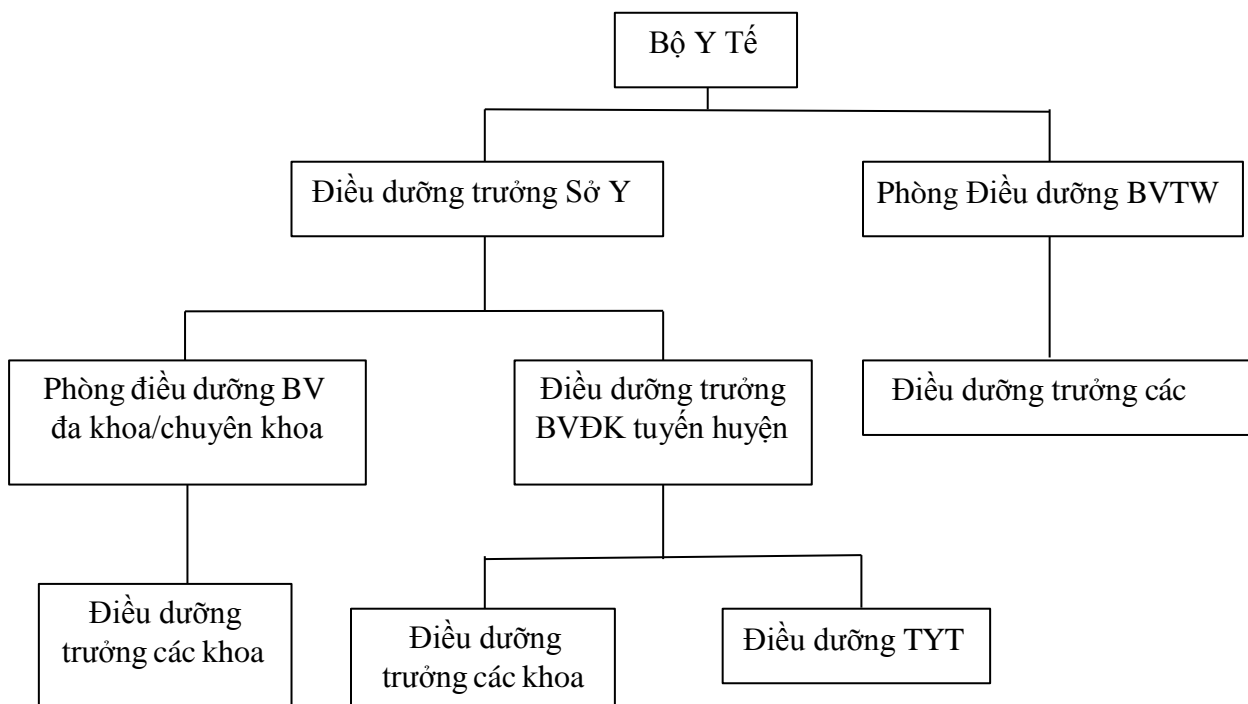 Bộ Y Tế
Điều dưỡng trưởng Sở Y
Phòng Điều dưỡng BVTW
Phòng điều dưỡng BV
đa khoa/chuyên khoa
Điều dưỡng trưởng
BVĐK tuyến huyện
Điều dưỡng trưởng các
Điều dưỡng
trưởng các khoa
Điều dưỡng
trưởng các khoa
Điều dưỡng TYT